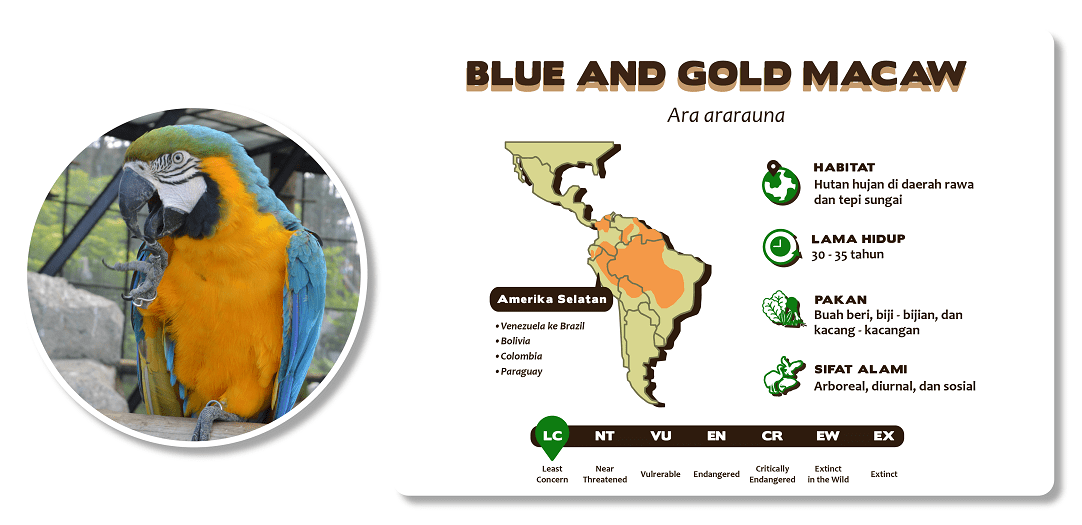 BLUE AND GOLD MACAW
Ara ararauna
HABITAT
Hutan hujan di daerah rawa
dan tepi sungai
LAMA HIDUP
30 - 35 tahun
PAKAN
Buah beri, biji - bijian, dan
kacang - kacangan
SIFAT ALAMI
Arboreal, diurnal, dan sosial
Amerika Selatan
• Venezuela ke Brazil
• Bolivia
• Colombia
• Paraguay
LC NT VU EN CR EW EX
Least Near Vulrerable Endangered Critically Extinct Extinct
Concern Threatened Endangered in the Wild